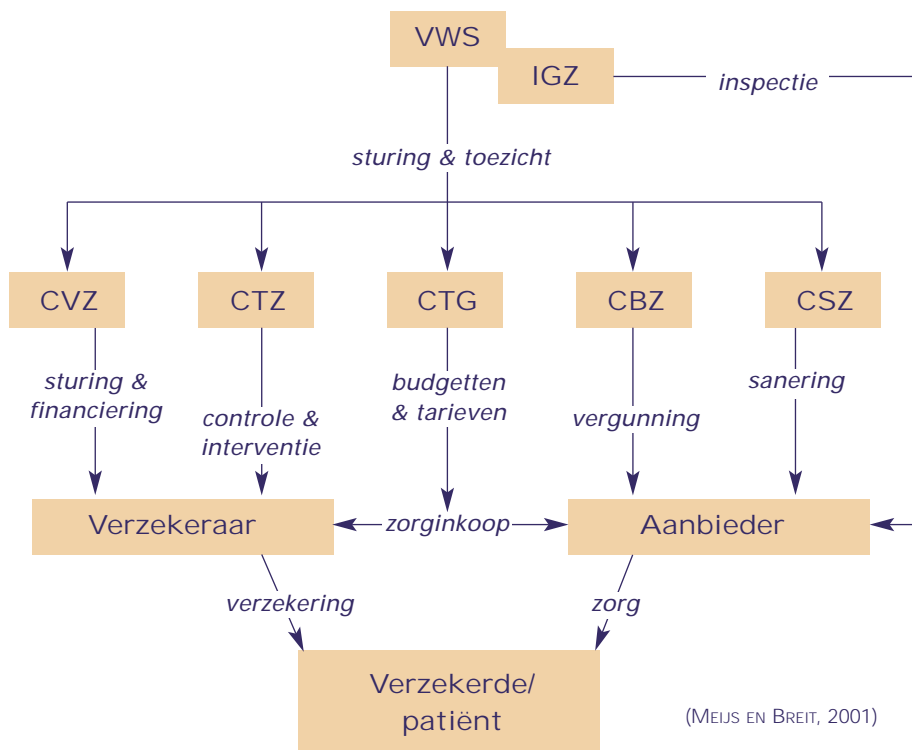 VWS
IGZ
inspectie
sturing & toezicht
CVZ
CTZ
CTG
CBZ
CSZ
sturing &
financiering
controle &
interventie
budgetten
& tarieven
vergunning
sanering
Verzekeraar
zorginkoop
Aanbieder
verzekering
zorg
Verzekerde/
patiënt
(MEIJS EN BREIT, 2001)